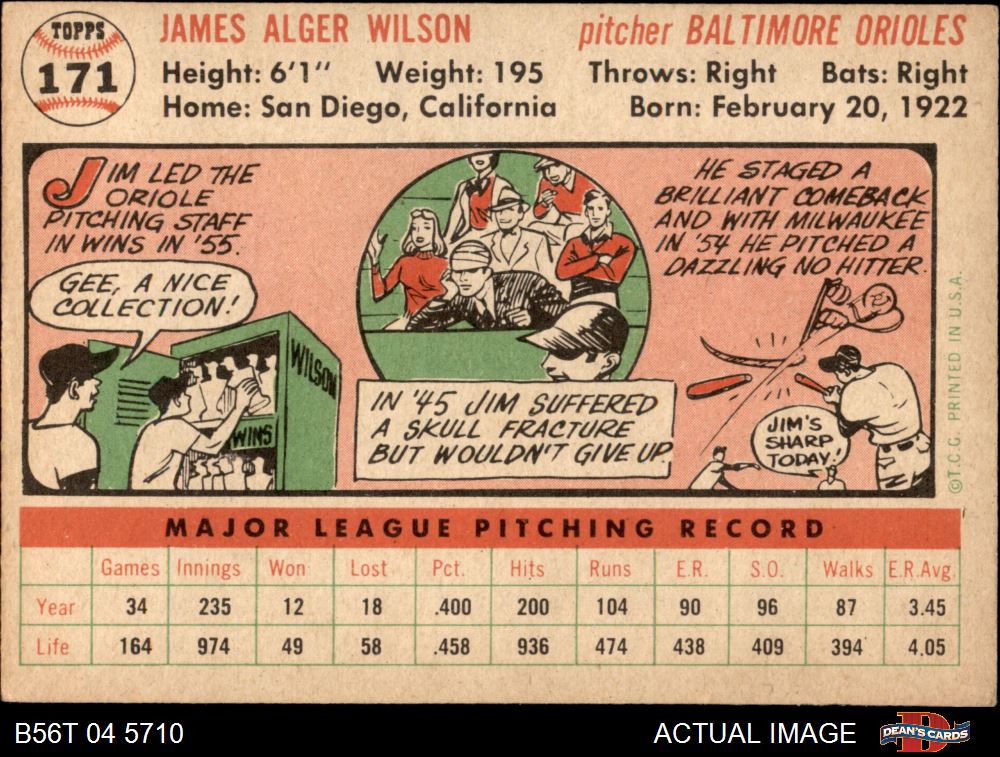 TOPPS
171
JAMES ALGER WILSON pitcher BALTIMORE ORIOLES
Height: 6'1" Weight: 195 Throws: Right Bats: Right
Home: San Diego, California Born: February 20, 1922
JIM LED THE
ORIOLE
PITCHING STAFF
IN WINS IN '55.
GEE, A NICE
COLLECTION!
WILSON
WINS
IN '45 JIM SUFFERED
A SKULL FRACTURE
BUT WOULDN'T GIVE UP
HE STAGED A
BRILLIANT COMEBACK
AND WITH MILWAUKEE
IN '54 HE PITCHED A
DAZZLING NO HITTER.
JIM'S
SHARP
TODAY!
©T.C.G. PRINTED IN U.S.A.
MAJOR LEAGUE PITCHING RECORD
Games Innings Won Lost Pct. Hits Runs E.R. S.O. Walks E.R.Avg.
Year 34 235 12 18 .400 200 104 90 96 87 3.45
Life 164 974 49 58 .458 936 474 438 409 394 4.05
B56T 04 5710 ACTUAL IMAGE DEAN'S CARDS